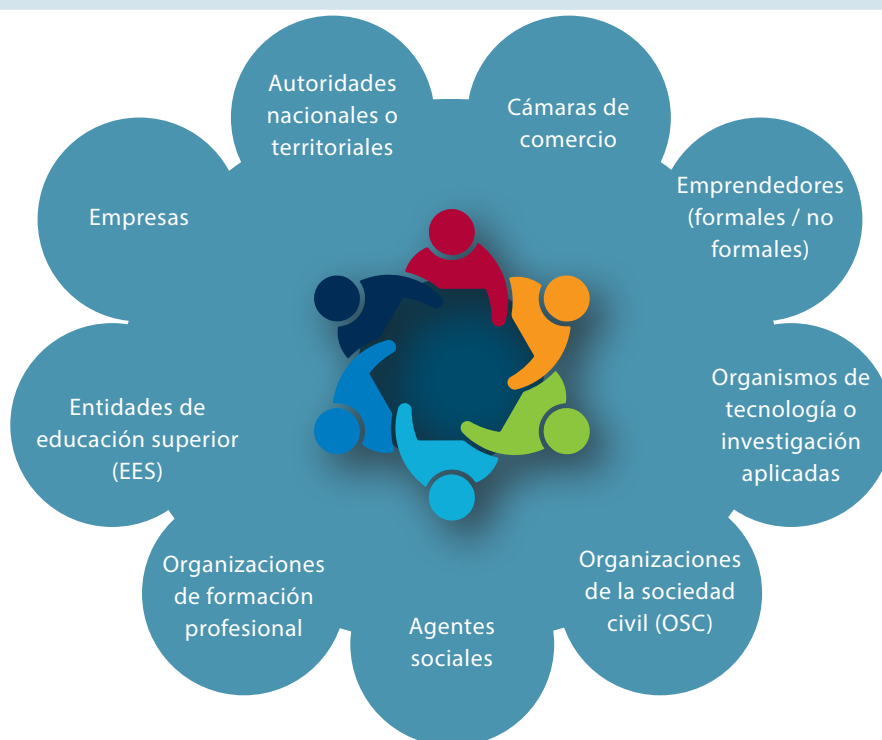 Autoridades
nacionales o
territoriales
Cámaras de
comercio
Emprendedores
(formales / no
formales)
Organismos de
tecnología o
investigación
aplicadas
Organizaciones
de la sociedad
civil (OSC)
Agentes
sociales
Organizaciones
de formación
profesional
Entidades de
educación superior
(EES)
Empresas